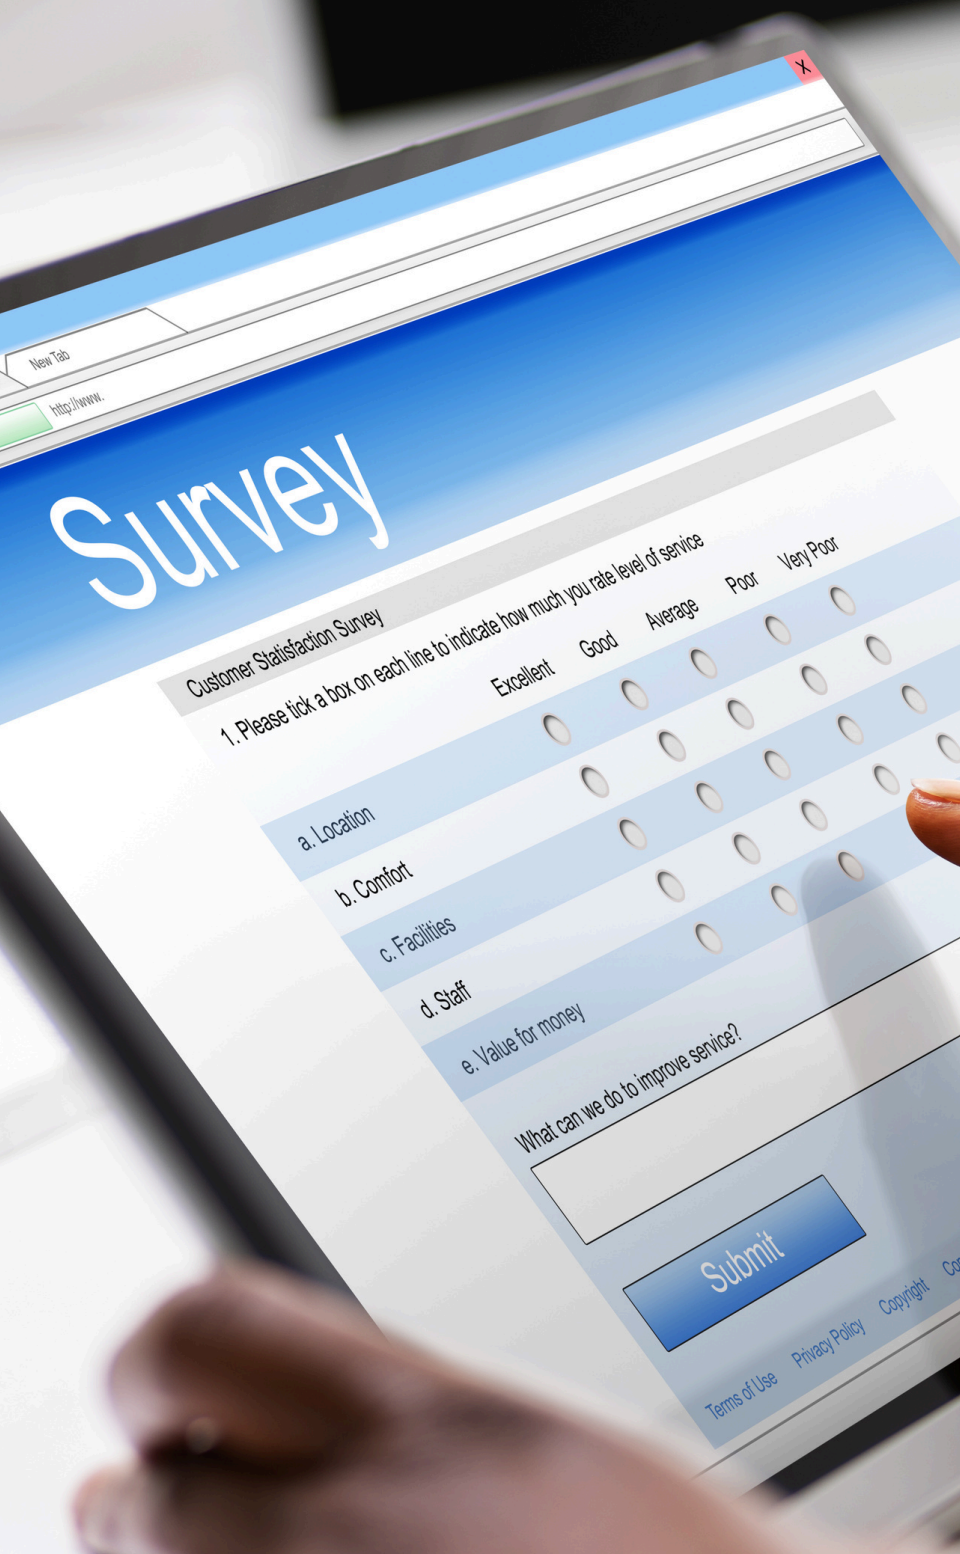 X
New Tab
http://www.
Survey
Customer Statisfaction Survey
1. Please tick a box on each line to indicate how much you rate level of service
Excellent Good Average Poor Very Poor
a. Location
b. Comfort
c. Facilities
d. Staff
e. Value for money
What can we do to improve service?
Submit
Terms of Use Privacy Policy Copyright